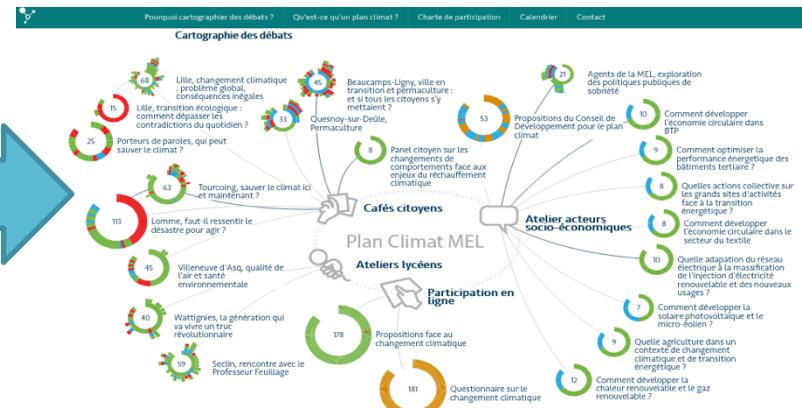 Pourquoi cartographier des débats ?
Qu'est-ce qu'un plan climat ?
Charte de participation
Calendrier
Contact
Cartographie des débats
68
Lille, changement climatique
: problème global,
conséquences inégales
15
Lille, transition écologique :
comment dépasser les
contradictions du quotidien ?
25
Porteurs de paroles, qui peut
sauver le climat ?
63
Tourcoing, sauver le climat ici
et maintenant ?
113
Lomme, faut-il ressentir le
désastre pour agir ?
45
Villeneuve d'Asq, qualité de
l'air et santé
environnementale
40
Wattignies, la génération qui
va vivre un truc
révolutionnaire
59
Seclin, rencontre avec le
Professeur Feuillage
45
Beaucamps-Ligny, ville en
transition et permaculture :
et si tous les citoyens s'y
mettaient ?
33
Quesnoy-sur-Deûle,
Permaculture
8
Panel citoyen sur les
changements de
comportements face aux
enjeux du réchauffement
climatique
Cafés citoyens
Plan Climat MEL
Ateliers lycéens
Participation en
ligne
178
Propositions face au
changement climatique
181
Questionnaire sur le
changement climatique
53
Propositions du Conseil de
Développement pour le plan
climat
Atelier acteurs
socio-économiques
21
Agents de la MEL, exploration
des politiques publiques de
sobriété
10
Comment développer
l'économie circulaire dans
BTP
9
Comment optimiser la
performance énergétique des
bâtiments tertiaire ?
8
Quelles actions collective sur
les grands sites d'activités
face à la transition
énergétique ?
8
Comment développer
l'économie circulaire dans le
secteur du textile
10
Quelle adaptation du réseau
électrique à la massification
de l'injection d'électricité
renouvelable et des nouveaux
usages ?
7
Comment développer la
solaire photovoltaïque et le
micro-éolien ?
9
Quelle agriculture dans un
contexte de changement
climatique et de transition
énergétique ?
12
Comment développer la
chaleur renouvelable et le gaz
renouvelable ?